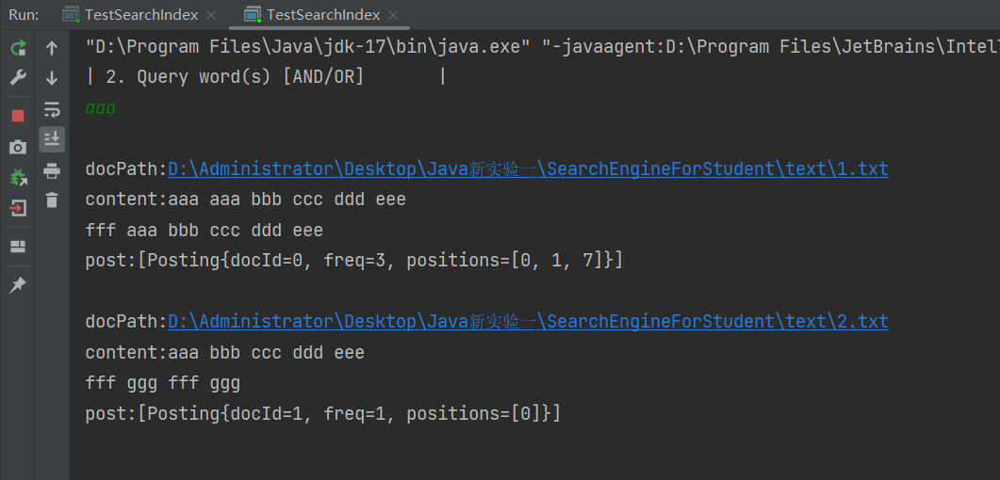 Run: TestSearchIndex TestSearchIndex
"D:\Program Files\Java\jdk-17\bin\java.exe" "-javaagent:D:\Program Files\JetBrains\Intel
| 2. Query word(s) [AND/OR] |
aaa
docPath:D:\Administrator\Desktop\Java新实验一\SearchEngineForStudent\text\1.txt
content:aaa aaa bbb ccc ddd eee
fff aaa bbb ccc ddd eee
post:[Posting{docId=0, freq=3, positions=[0, 1, 7]}]
docPath:D:\Administrator\Desktop\Java新实验一\SearchEngineForStudent\text\2.txt
content:aaa bbb ccc ddd eee
fff ggg fff ggg
post:[Posting{docId=1, freq=1, positions=[0]}]